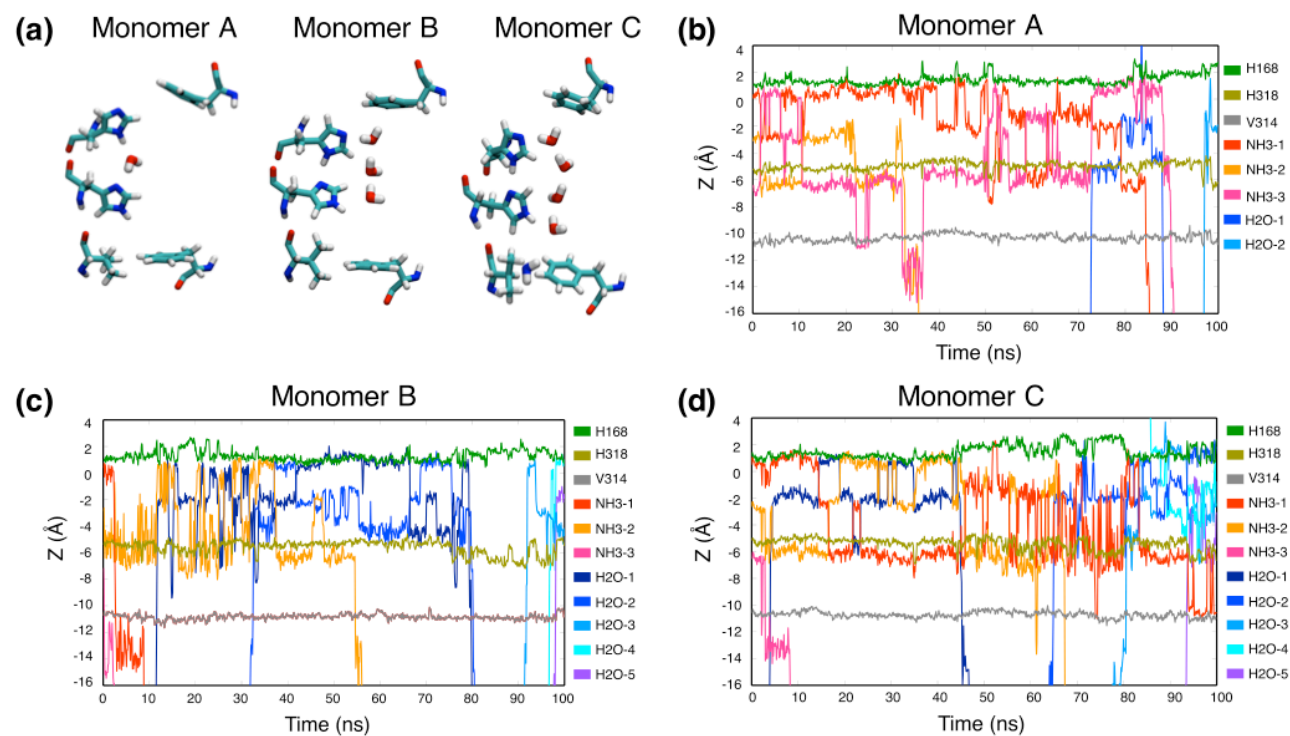 (a) Monomer A Monomer B Monomer C
(b) Monomer A
4
2
0
-2
-4
-6
-8
-10
-12
-14
-16
Z (Å)
0 10 20 30 40 50 60 70 80 90 100
Time (ns)
H168
H318
V314
NH3-1
NH3-2
NH3-3
H2O-1
H2O-2
(c) Monomer B
4
2
0
-2
-4
-6
-8
-10
-12
-14
-16
Z (Å)
0 10 20 30 40 50 60 70 80 90 100
Time (ns)
H168
H318
V314
NH3-1
NH3-2
NH3-3
H2O-1
H2O-2
H2O-3
H2O-4
H2O-5
(d) Monomer C
4
2
0
-2
-4
-6
-8
-10
-12
-14
-16
Z (Å)
0 10 20 30 40 50 60 70 80 90 100
Time (ns)
H168
H318
V314
NH3-1
NH3-2
NH3-3
H2O-1
H2O-2
H2O-3
H2O-4
H2O-5